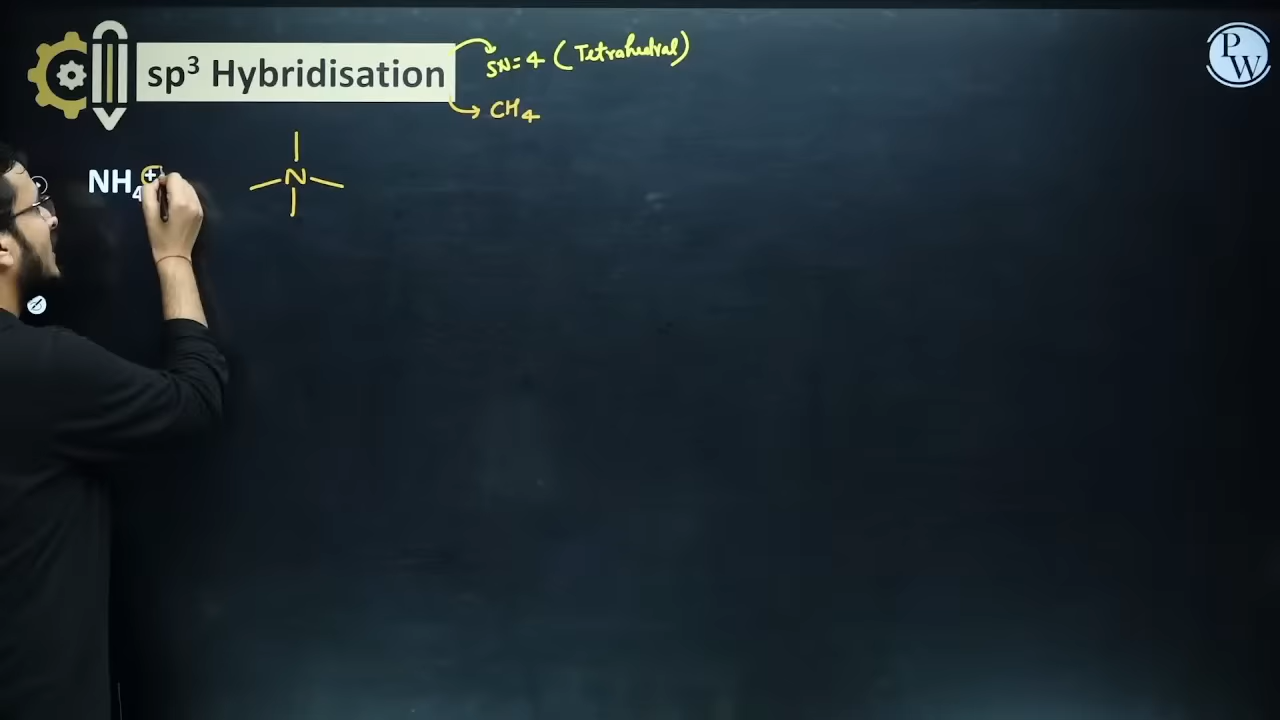 sp³ Hybridisation
SN=4 (Tetrahedral)
CH₄
NH₄⁺
N
PW